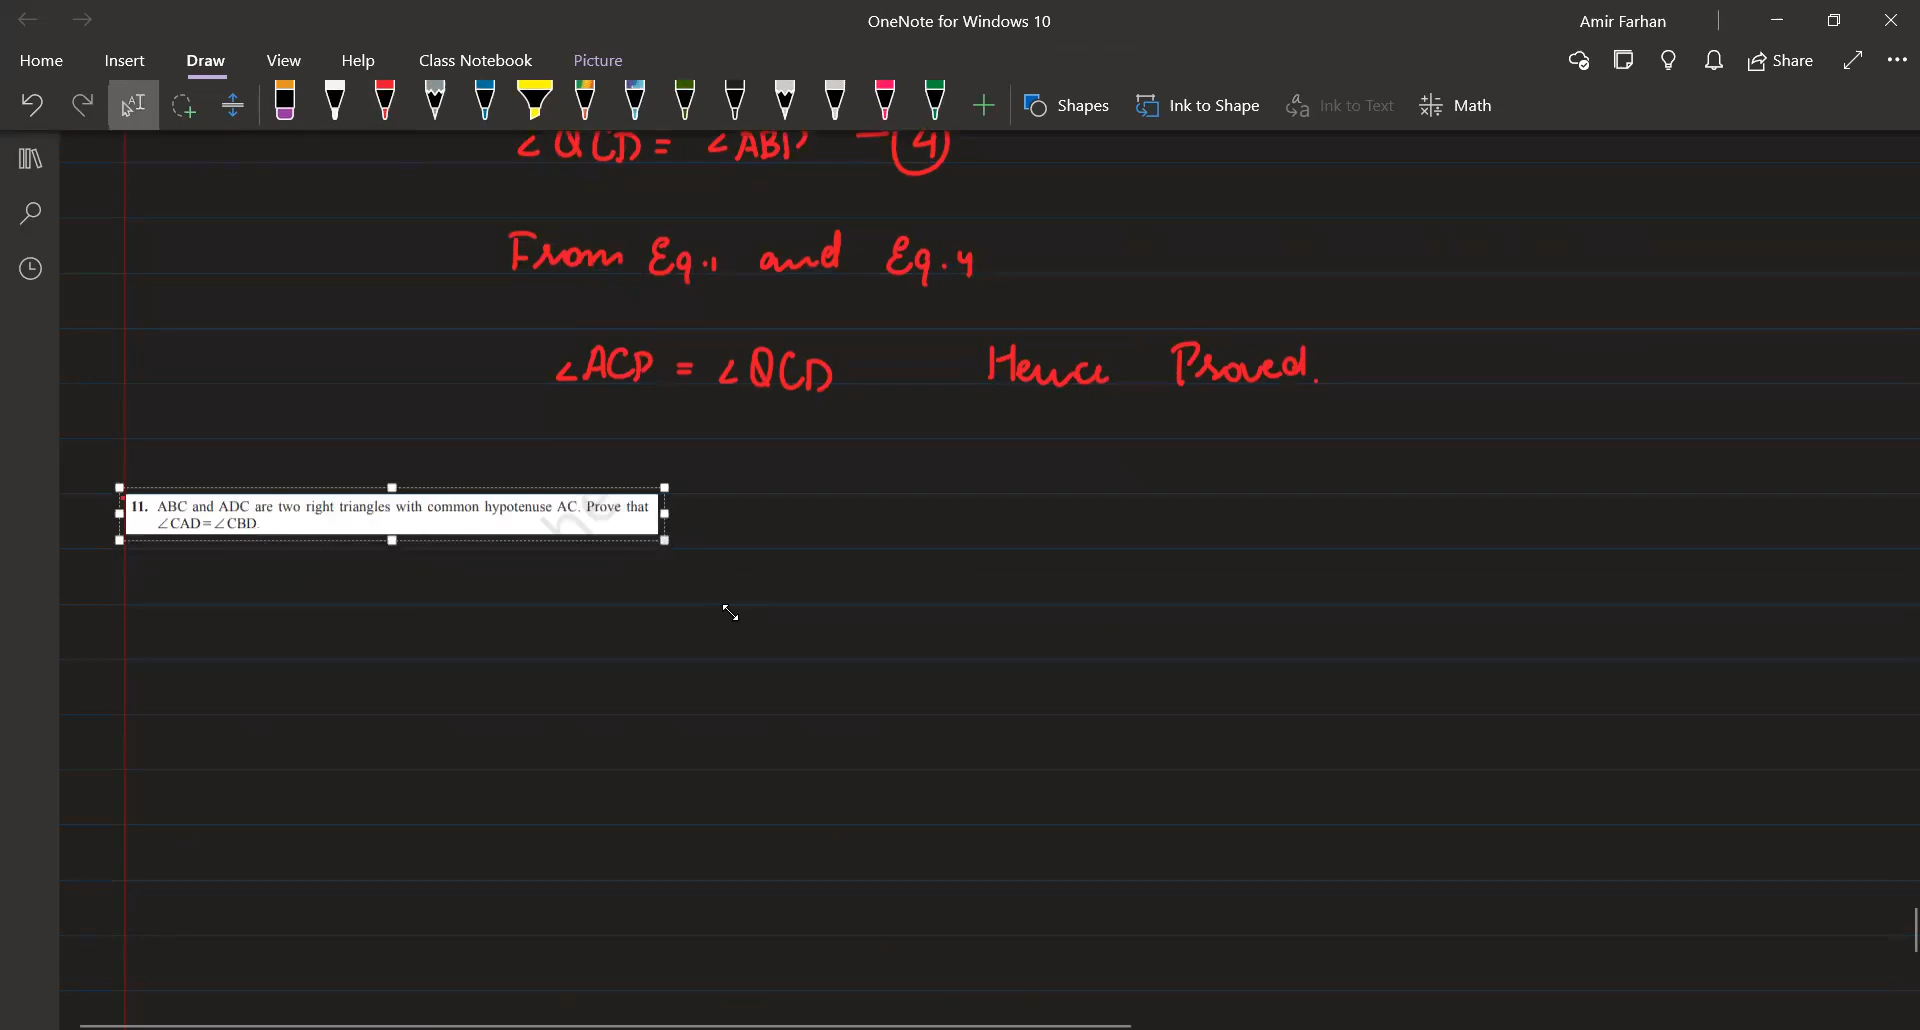 OneNote for Windows 10
Amir Farhan
Home Insert Draw View Help Class Notebook Picture
Share
Shapes Ink to Shape Ink to Text Math
∠QCD = ∠ABP — ④
From Eq.1 and Eq.4
∠ACP = ∠QCD Hence Proved.
11. ABC and ADC are two right triangles with common hypotenuse AC. Prove that
∠CAD = ∠CBD.